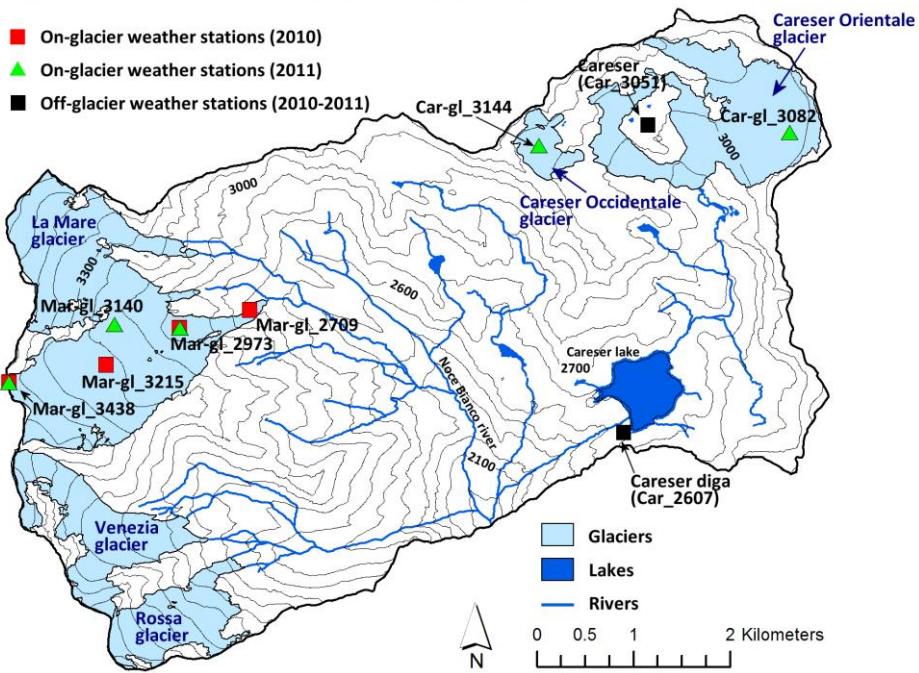 On-glacier weather stations (2010)
On-glacier weather stations (2011)
Off-glacier weather stations (2010-2011)
Careser Orientale
glacier
Careser
(Car_3051)
Car-gl_3144
Car-gl_3082
3000
3000
Careser Occidentale
glacier
La Mare
glacier
3300
2600
Mar-gl_3140
Mar-gl_2709
Mar-gl_2973
Mar-gl_3215
Mar-gl_3438
Careser lake
2700
Noce Bianco river
2100
Careser diga
(Car_2607)
Venezia
glacier
Rossa
glacier
Glaciers
Lakes
Rivers
N
0 0.5 1 2 Kilometers